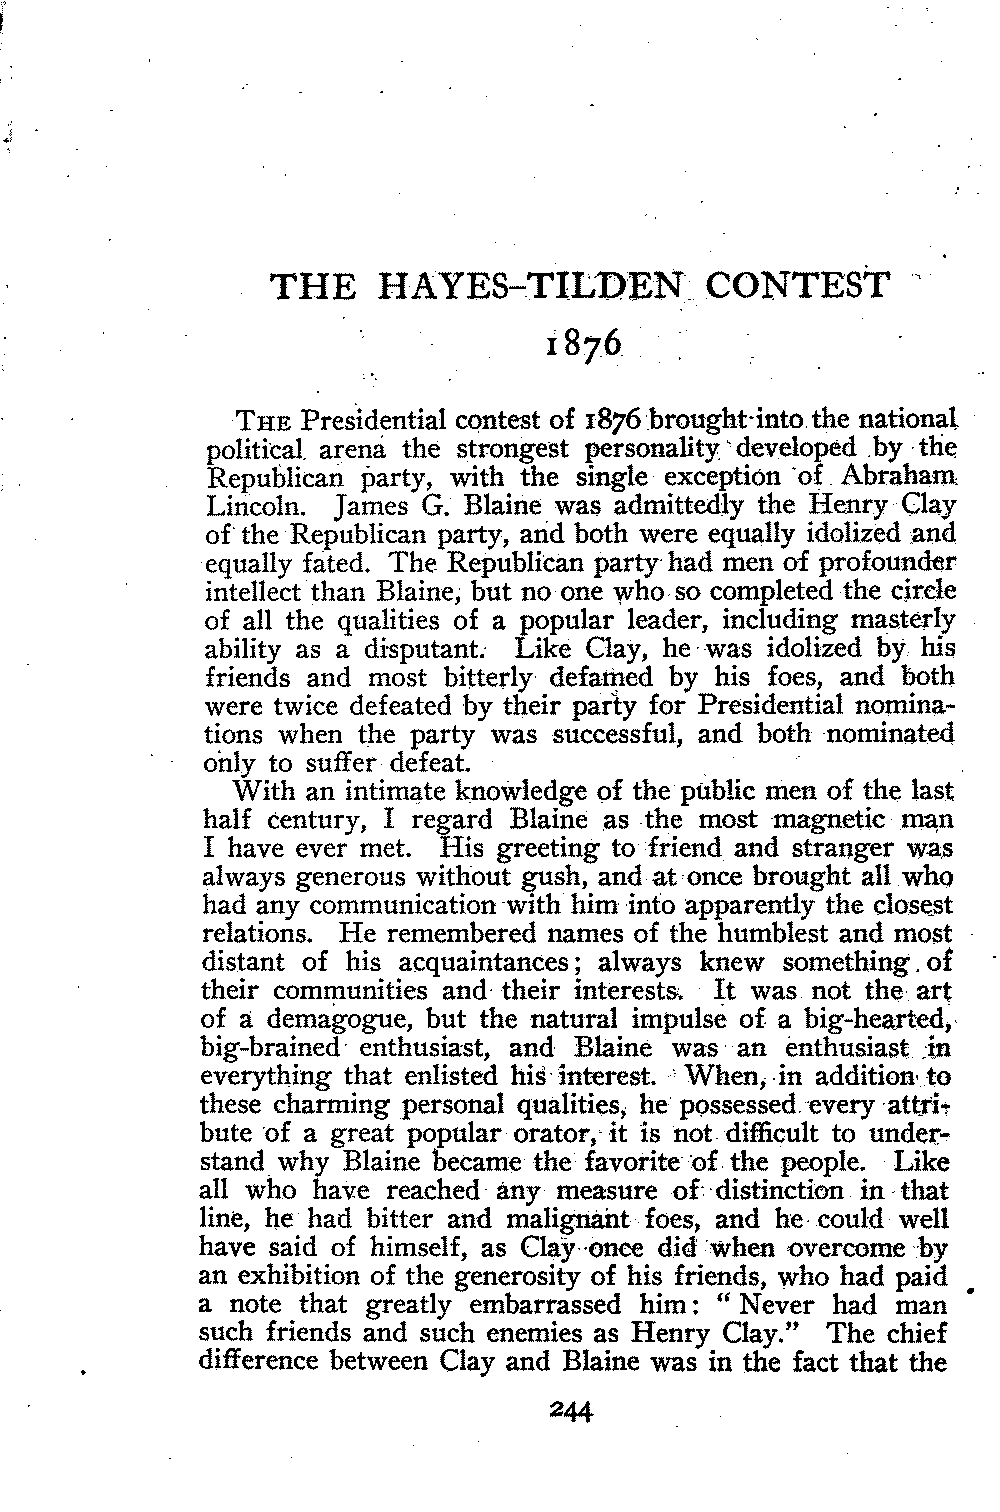 THE HAYES–TILDEN CONTEST
1876
THE Presidential contest of 1876 brought into the national
political arena the strongest personality developed by the
Republican party, with the single exception of Abraham
Lincoln. James G. Blaine was admittedly the Henry Clay
of the Republican party, and both were equally idolized and
equally fated. The Republican party had men of profounder
intellect than Blaine, but no one who so completed the circle
of all the qualities of a popular leader, including masterly
ability as a disputant. Like Clay, he was idolized by his
friends and most bitterly defamed by his foes, and both
were twice defeated by their party for Presidential nomina-
tions when the party was successful, and both nominated
only to suffer defeat.
With an intimate knowledge of the public men of the last
half century, I regard Blaine as the most magnetic man
I have ever met. His greeting to friend and stranger was
always generous without gush, and at once brought all who
had any communication with him into apparently the closest
relations. He remembered names of the humblest and most
distant of his acquaintances; always knew something of
their communities and their interests. It was not the art
of a demagogue, but the natural impulse of a big-hearted,
big-brained enthusiast, and Blaine was an enthusiast in
everything that enlisted his interest. When, in addition to
these charming personal qualities, he possessed every attri-
bute of a great popular orator, it is not difficult to under-
stand why Blaine became the favorite of the people. Like
all who have reached any measure of distinction in that
line, he had bitter and malignant foes, and he could well
have said of himself, as Clay once did when overcome by
an exhibition of the generosity of his friends, who had paid
a note that greatly embarrassed him: “ Never had man
such friends and such enemies as Henry Clay.” The chief
difference between Clay and Blaine was in the fact that the
244